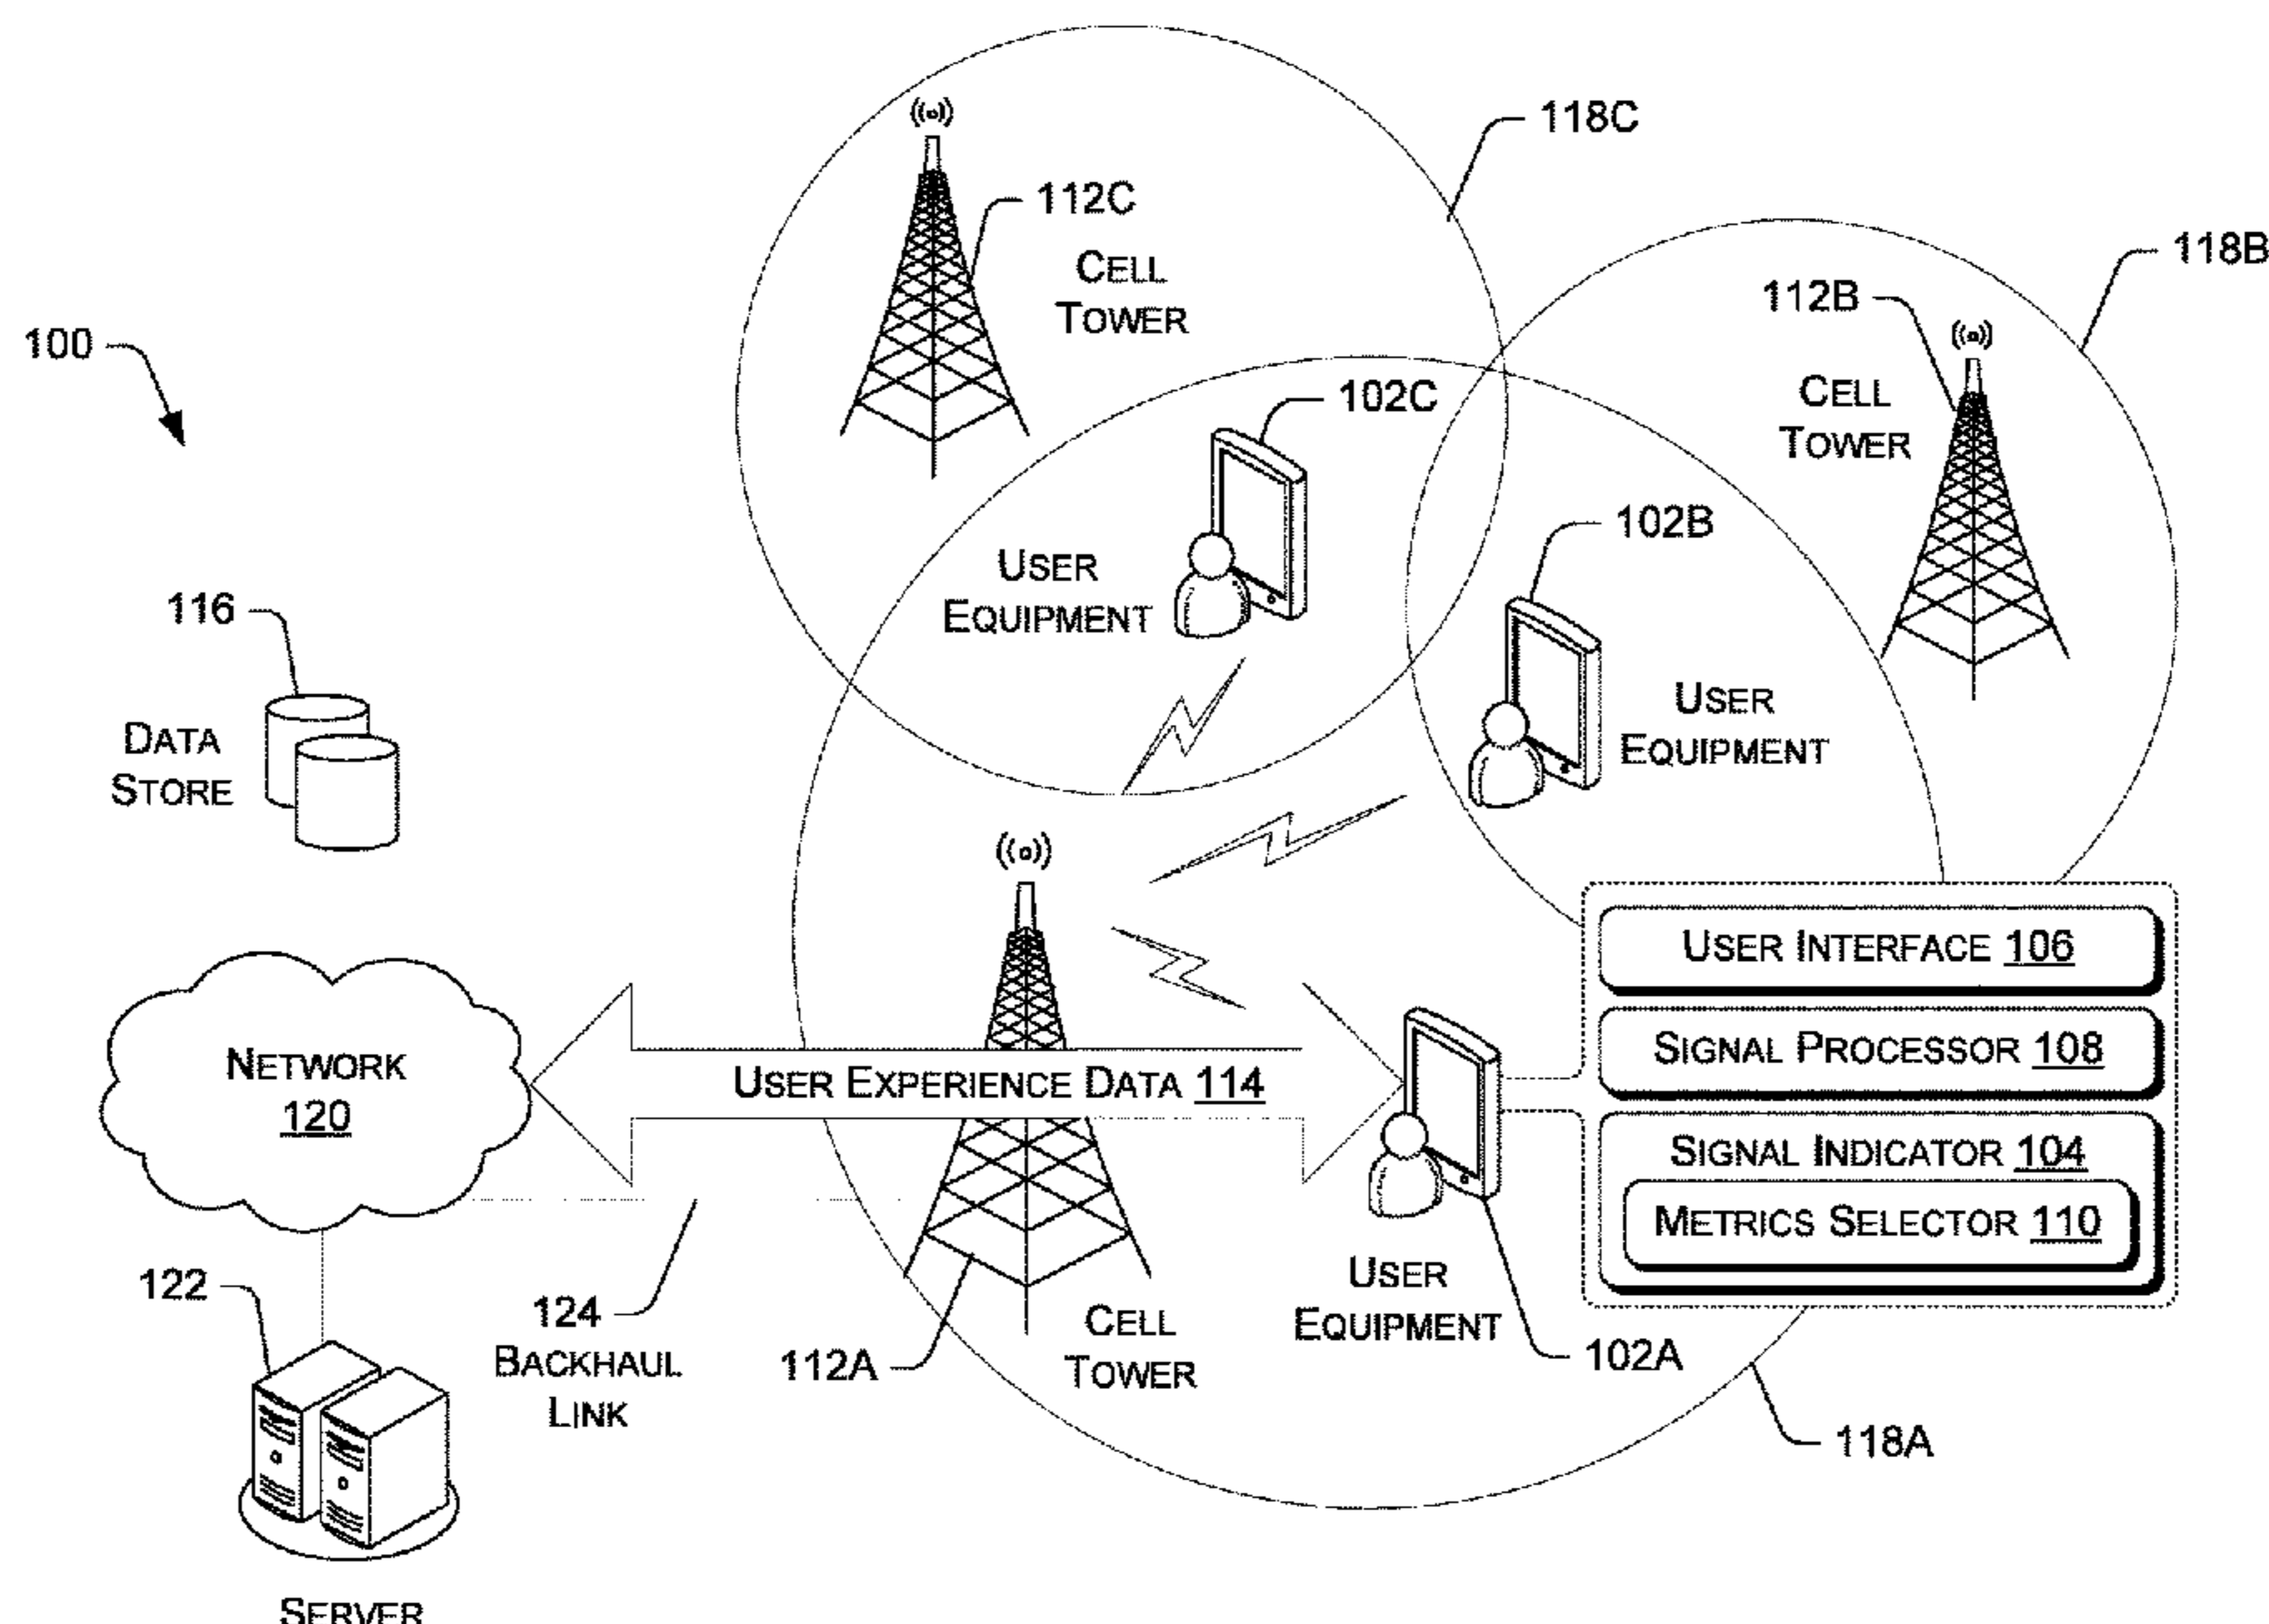 118C
112C
CELL
TOWER
118B
112B
CELL
TOWER
100
102C
102B
USER
EQUIPMENT
116
DATA
STORE
USER
EQUIPMENT
USER INTERFACE 106
SIGNAL PROCESSOR 108
NETWORK
120
USER EXPERIENCE DATA 114
SIGNAL INDICATOR 104
METRICS SELECTOR 110
122
124
BACKHAUL
LINK
112A
CELL
TOWER
USER
EQUIPMENT
102A
118A
SERVER